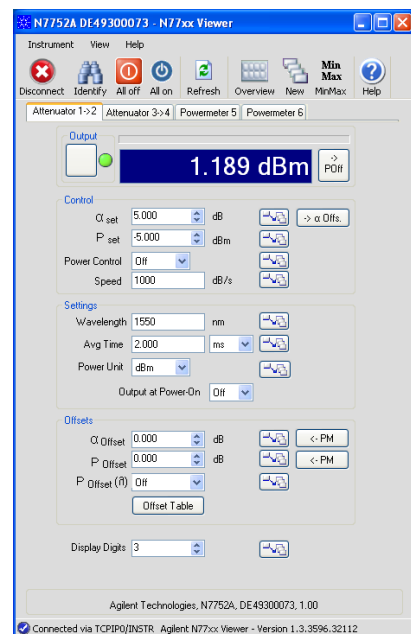 N7752A DE49300073 - N77xx Viewer
Instrument View Help
Min
Max
Disconnect Identify All off All on Refresh Overview New MinMax Help
Attenuator 1->2 Attenuator 3->4 Powermeter 5 Powermeter 6
Output
1.189 dBm
->
POff
Control
α set 5.000 dB -> α Offs.
P set -5.000 dBm
Power Control Off
Speed 1000 dB/s
Settings
Wavelength 1550 nm
Avg Time 2.000 ms
Power Unit dBm
Output at Power-On Off
Offsets
α Offset 0.000 dB <- PM
P Offset 0.000 dB <- PM
P Offset (λ) Off
Offset Table
Display Digits 3
Agilent Technologies, N7752A, DE49300073, 1.00
Connected via TCPIP0/INSTR Agilent N77xx Viewer - Version 1.3.3596.32112